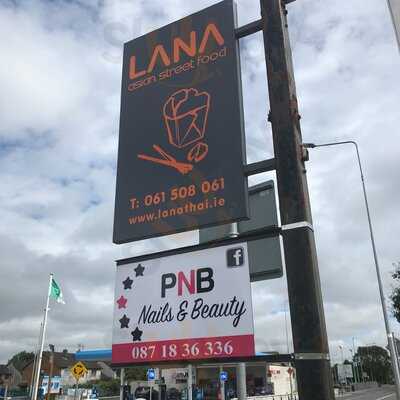 LANA
asian street food
T: 061 508 061
www.lanathai.ie
PNB
Nails & Beauty
087 18 36 336